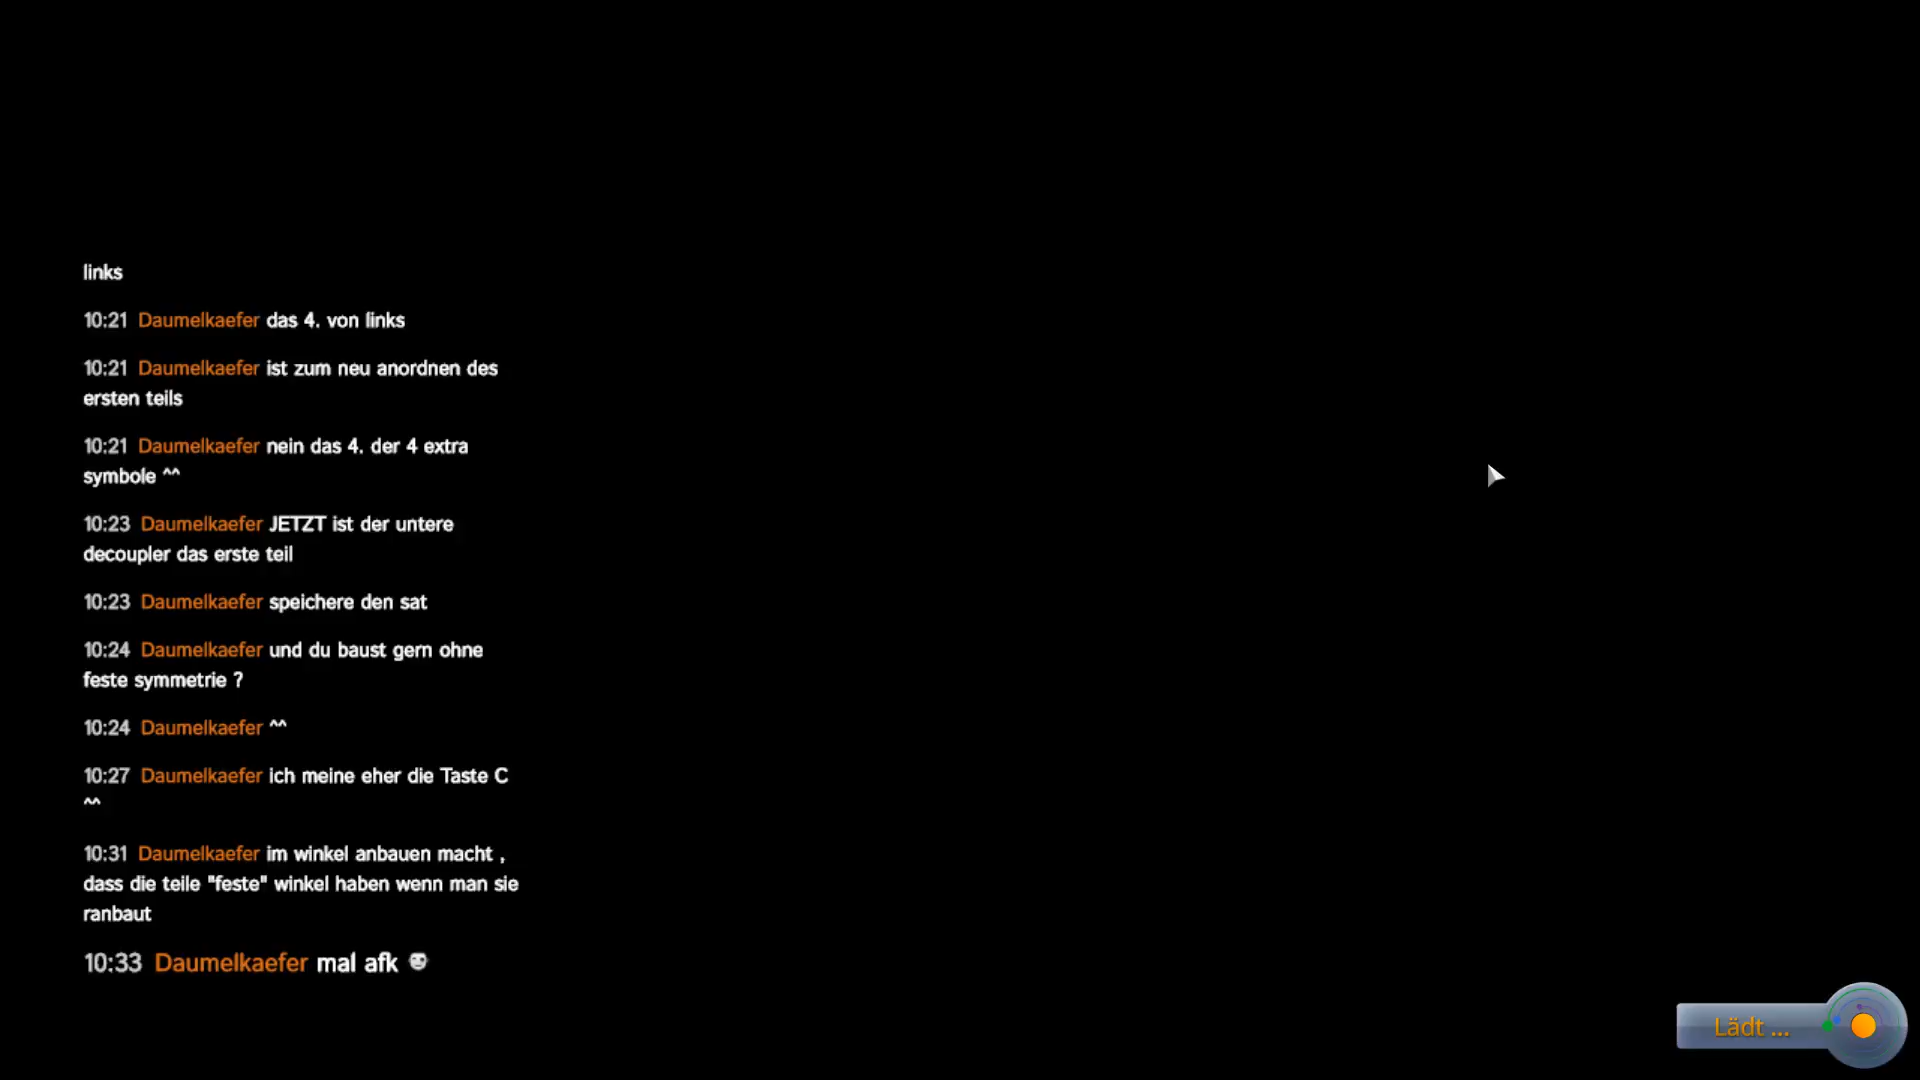 links
10:21 Daumelkaefer das 4. von links
10:21 Daumelkaefer ist zum neu anordnen des
ersten teils
10:21 Daumelkaefer nein das 4. der 4 extra
symbole ^^
10:23 Daumelkaefer JETZT ist der untere
decoupler das erste teil
10:23 Daumelkaefer speichere den sat
10:24 Daumelkaefer und du baust gern ohne
feste symmetrie ?
10:24 Daumelkaefer ^^
10:27 Daumelkaefer ich meine eher die Taste C
^^
10:31 Daumelkaefer im winkel anbauen macht ,
dass die teile "feste" winkel haben wenn man sie
ranbaut
10:33 Daumelkaefer mal afk
Lädt ...